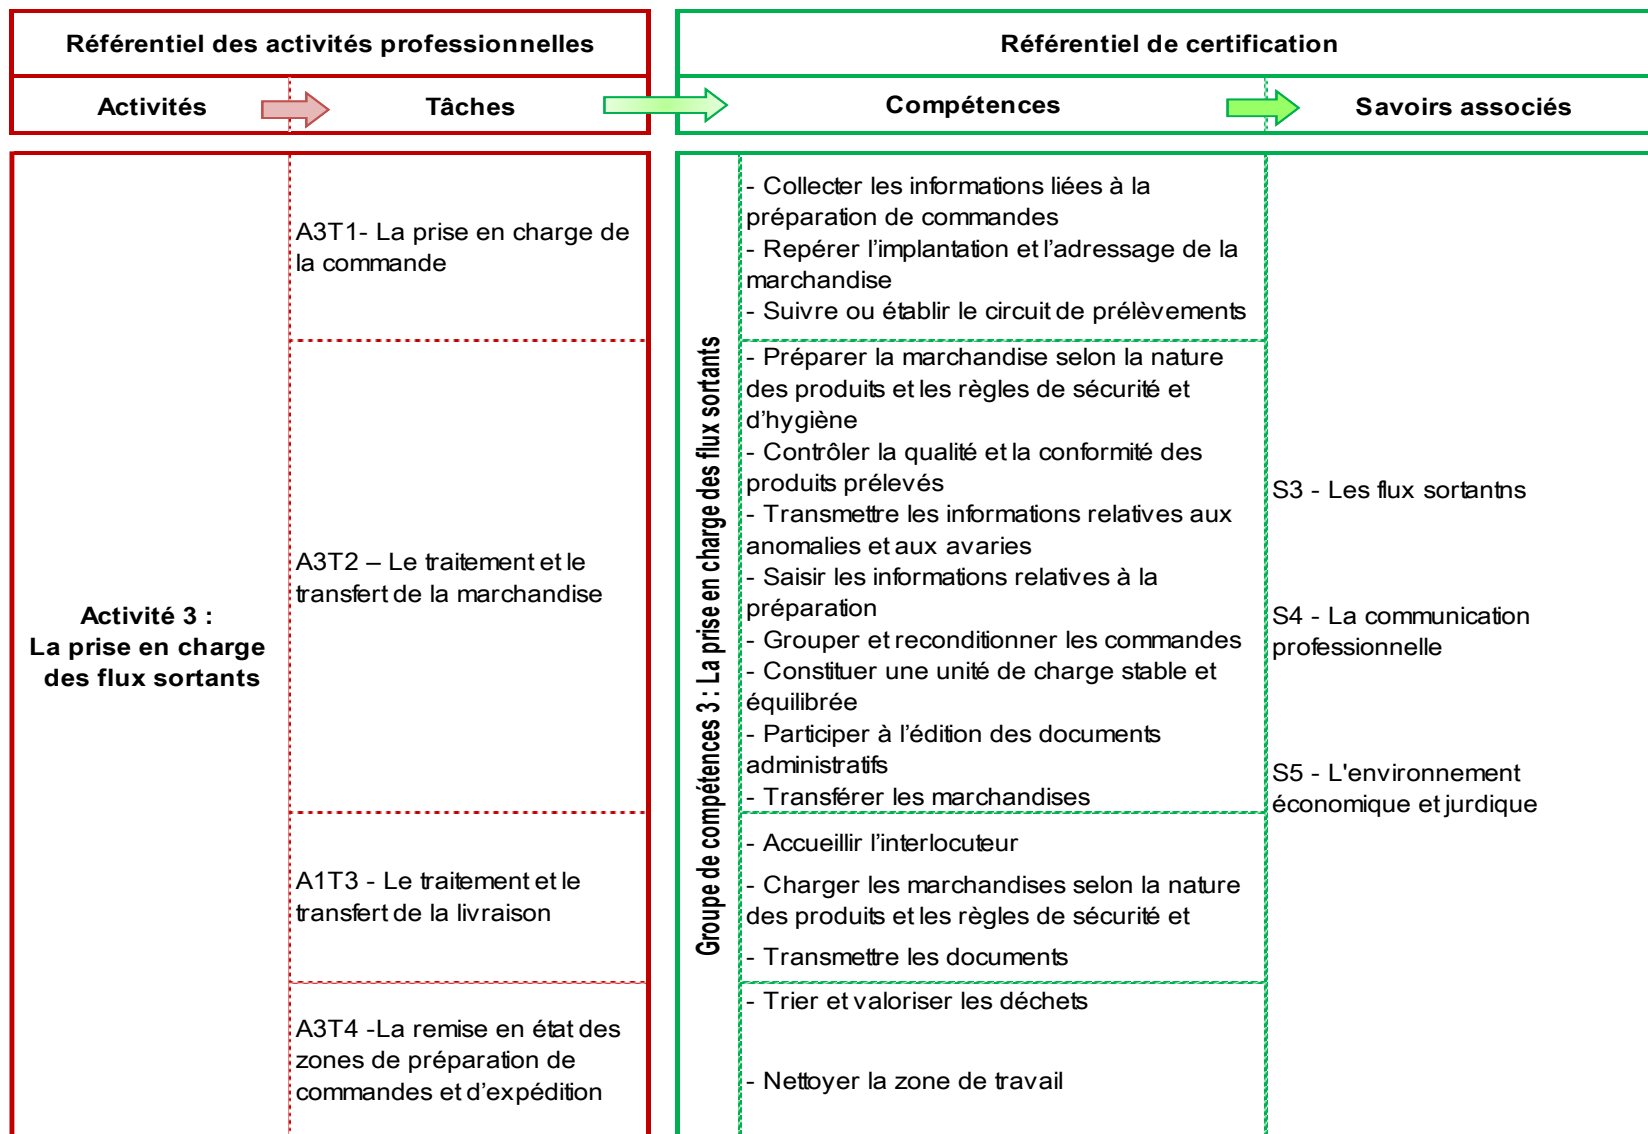 Référentiel des activités professionnelles
Référentiel de certification
Activités
Tâches
Compétences
Savoirs associés
Activité 3 :
La prise en charge
des flux sortants
A3T1- La prise en charge de
la commande
A3T2 – Le traitement et le
transfert de la marchandise
A1T3 - Le traitement et le
transfert de la livraison
A3T4 -La remise en état des
zones de préparation de
commandes et d'expédition
Groupe de compétences 3 : La prise en charge des flux sortants
- Collecter les informations liées à la
préparation de commandes
- Repérer l’implantation et l’adressage de la
marchandise
- Suivre ou établir le circuit de prélèvements
- Préparer la marchandise selon la nature
des produits et les règles de sécurité et
d’hygiène
- Contrôler la qualité et la conformité des
produits prélevés
- Transmettre les informations relatives aux
anomalies et aux avaries
- Saisir les informations relatives à la
préparation
- Grouper et reconditionner les commandes
- Constituer une unité de charge stable et
équilibrée
- Participer à l’édition des documents
administratifs
- Transférer les marchandises
- Accueillir l’interlocuteur
- Charger les marchandises selon la nature
des produits et les règles de sécurité et
- Transmettre les documents
- Trier et valoriser les déchets
- Nettoyer la zone de travail
S3 - Les flux sortantns
S4 - La communication
professionnelle
S5 - L'environnement
économique et jurdique